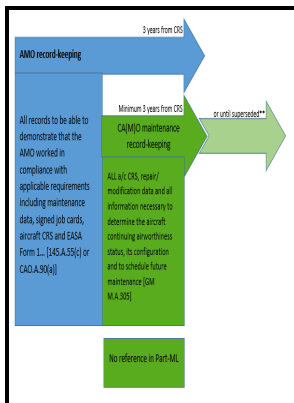 3 years from CRS
AMO record-keeping
All records to be able to
demonstrate that the
AMO worked in
compliance with
applicable requirements
including maintenance
data, signed job cards,
aircraft CRS and EASA
Form 1... [145.A.55(c) or
CAO.A.90(a)]
Minimum 3 years from CRS
CA(M)O maintenance
record-keeping
or until superseded**
ALL a/c CRS, repair/
modification data and all
information necessary to
determine the aircraft
continuing airworthiness
status, its configuration
and to schedule future
maintenance [GM
M.A.305]
No reference in Part-ML